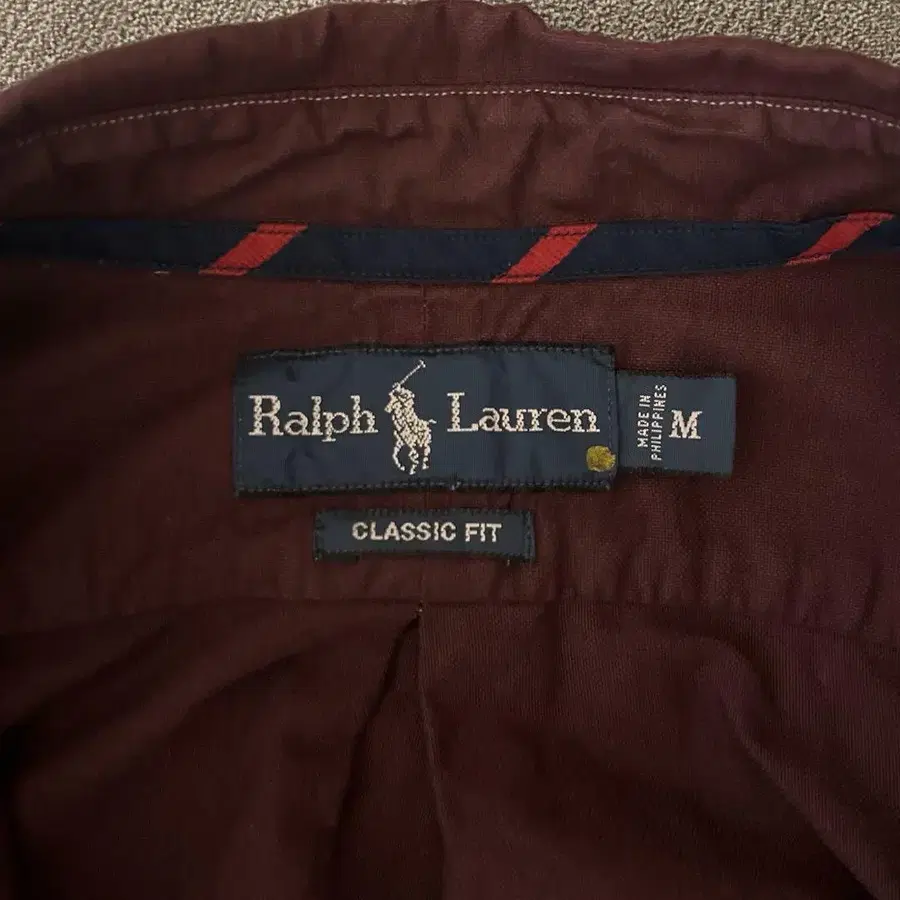 Ralph Lauren
MADE IN
PHILIPPINES
M
CLASSIC FIT